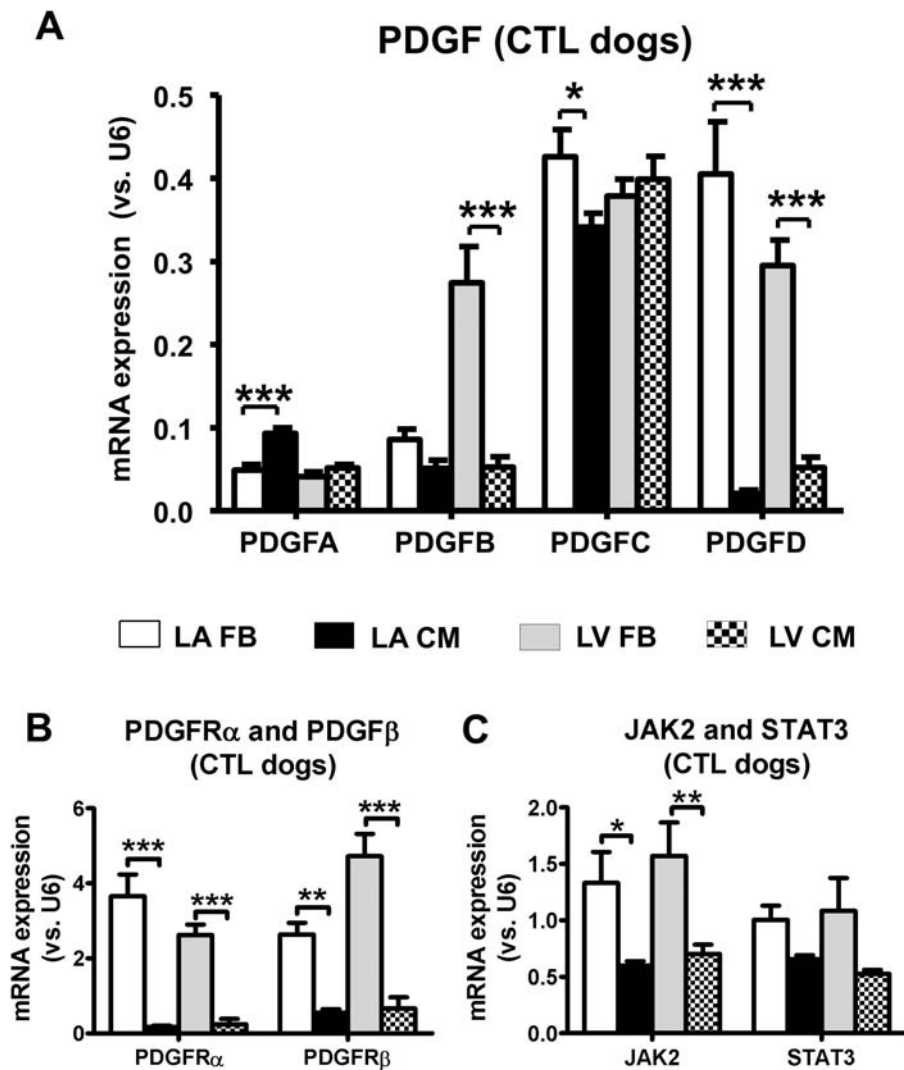 A
PDGF (CTL dogs)
mRNA expression (vs. U6)
0.5
0.4
0.3
0.2
0.1
0.0
***
***
*
***
***
PDGFA PDGFB PDGFC PDGFD
LA FB LA CM LV FB LV CM
B
PDGFRα and PDGFβ
(CTL dogs)
mRNA expression
(vs. U6)
6
4
2
0
***
***
**
***
PDGFRα PDGFRβ
C
JAK2 and STAT3
(CTL dogs)
mRNA expression
(vs. U6)
2.0
1.5
1.0
0.5
0.0
*
**
JAK2 STAT3